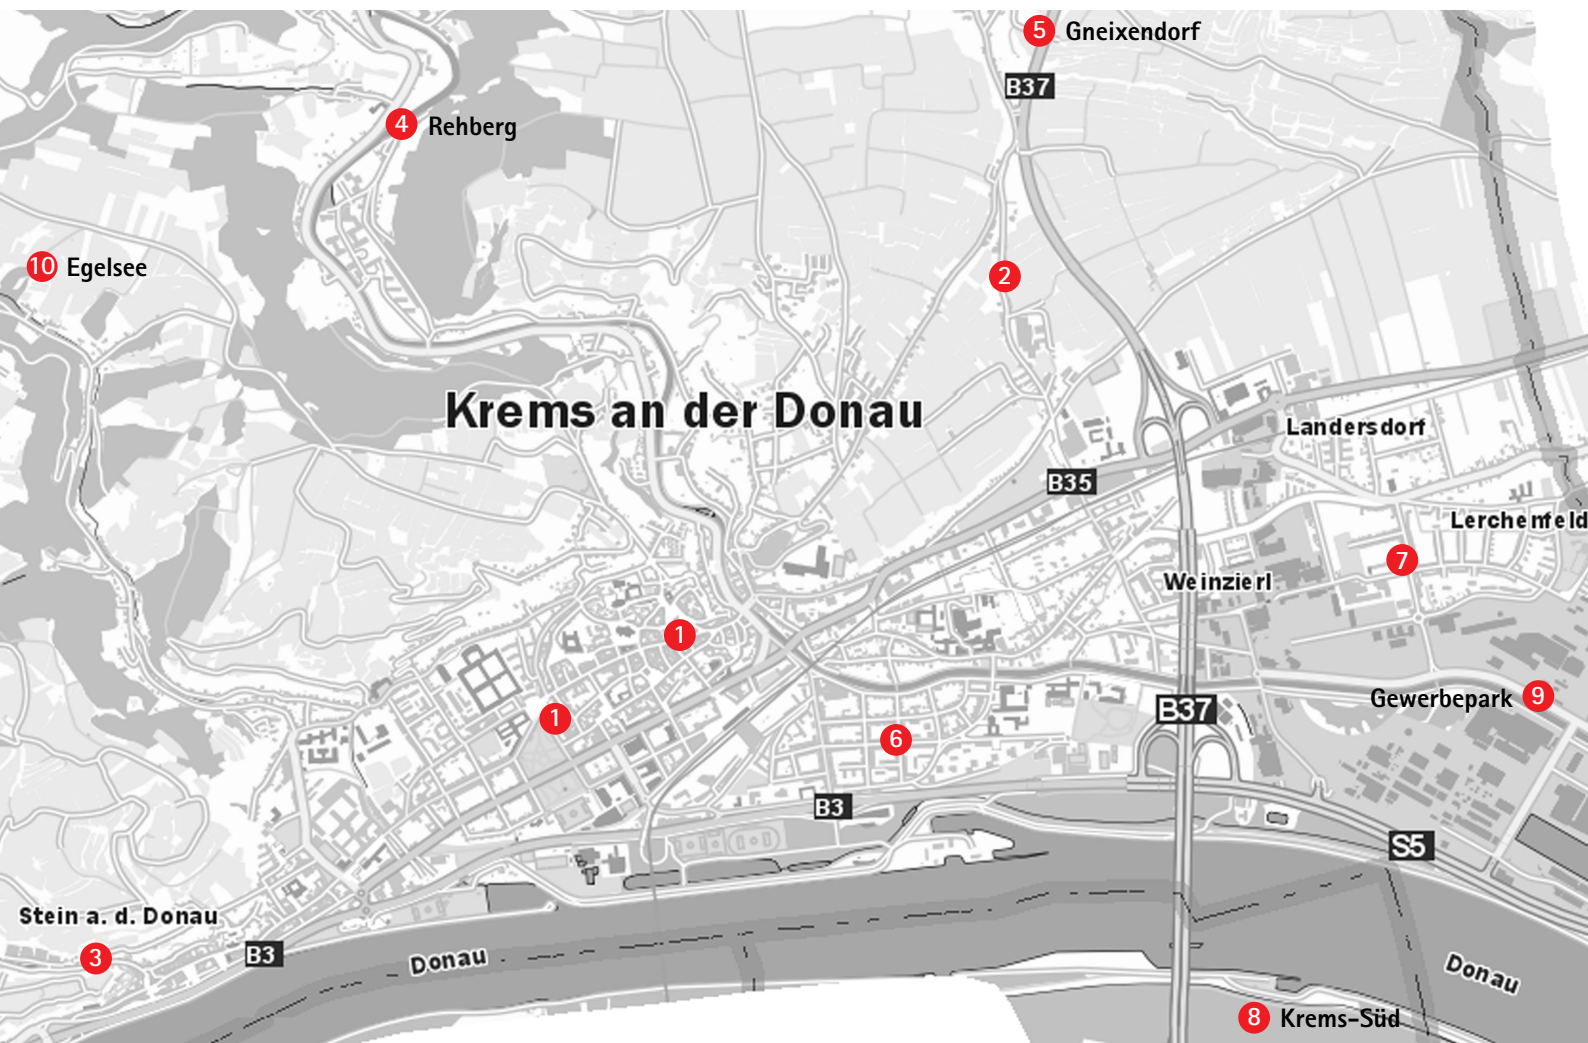 5 Gneixendorf
B37
4 Rehberg
10 Egelsee
2
Krems an der Donau
Landersdorf
B35
Lerchenfeld
7
Weinzierl
1
Gewerbepark 9
B37
1
6
B3
S5
Stein a. d. Donau
3
B3
Donau
Donau
8 Krems-Süd